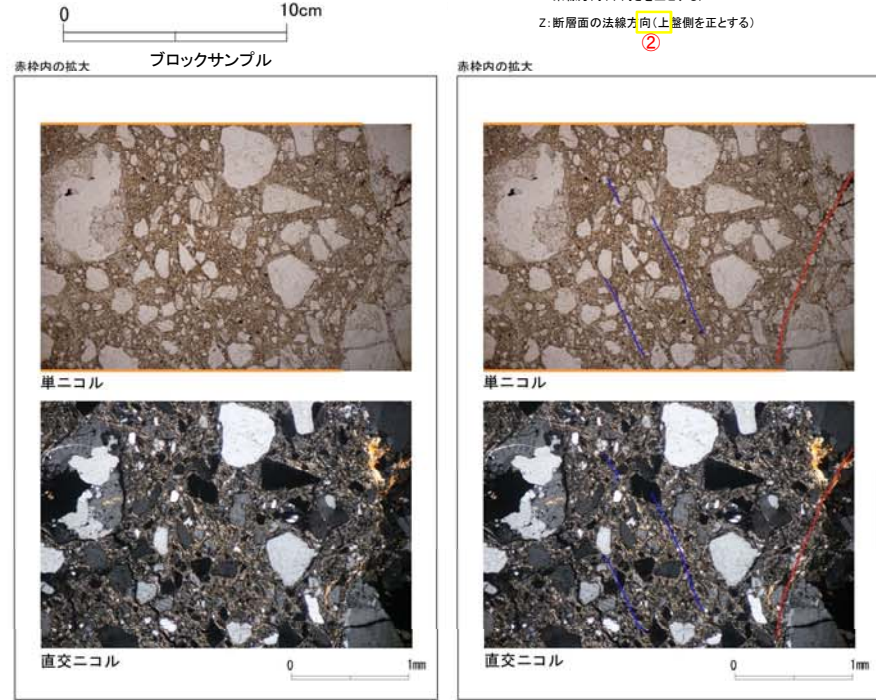 0 10cm
ブロックサンプル
Z:断層面の法線方向(上盤側を正とする)
②
赤枠内の拡大
単ニコル
直交ニコル
0 1mm
赤枠内の拡大
単ニコル
直交ニコル
0 1mm